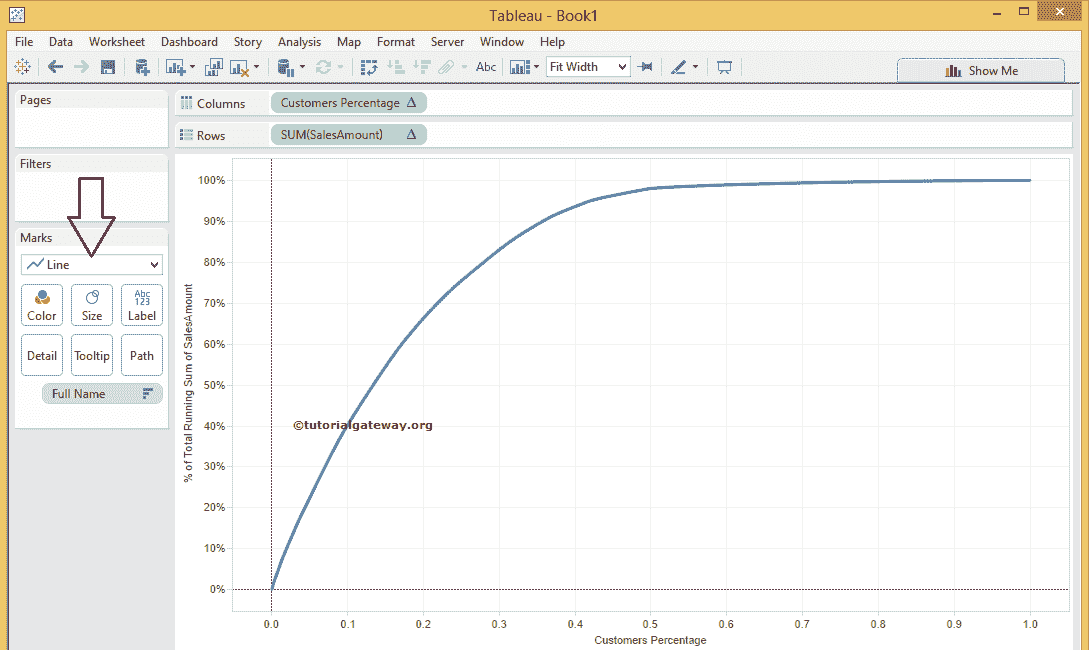 Tableau - Book1
File Data Worksheet Dashboard Story Analysis Map Format Server Window Help
Abc Fit Width Show Me
Pages
Columns Customers Percentage Δ
Rows SUM(SalesAmount) Δ
Filters
Marks
Line
Color Size Abc 123 Label
Detail Tooltip Path
Full Name
% of Total Running Sum of SalesAmount
100%
90%
80%
70%
60%
50%
40%
30%
20%
10%
0%
©tutorialgateway.org
0.0 0.1 0.2 0.3 0.4 0.5 0.6 0.7 0.8 0.9 1.0
Customers Percentage